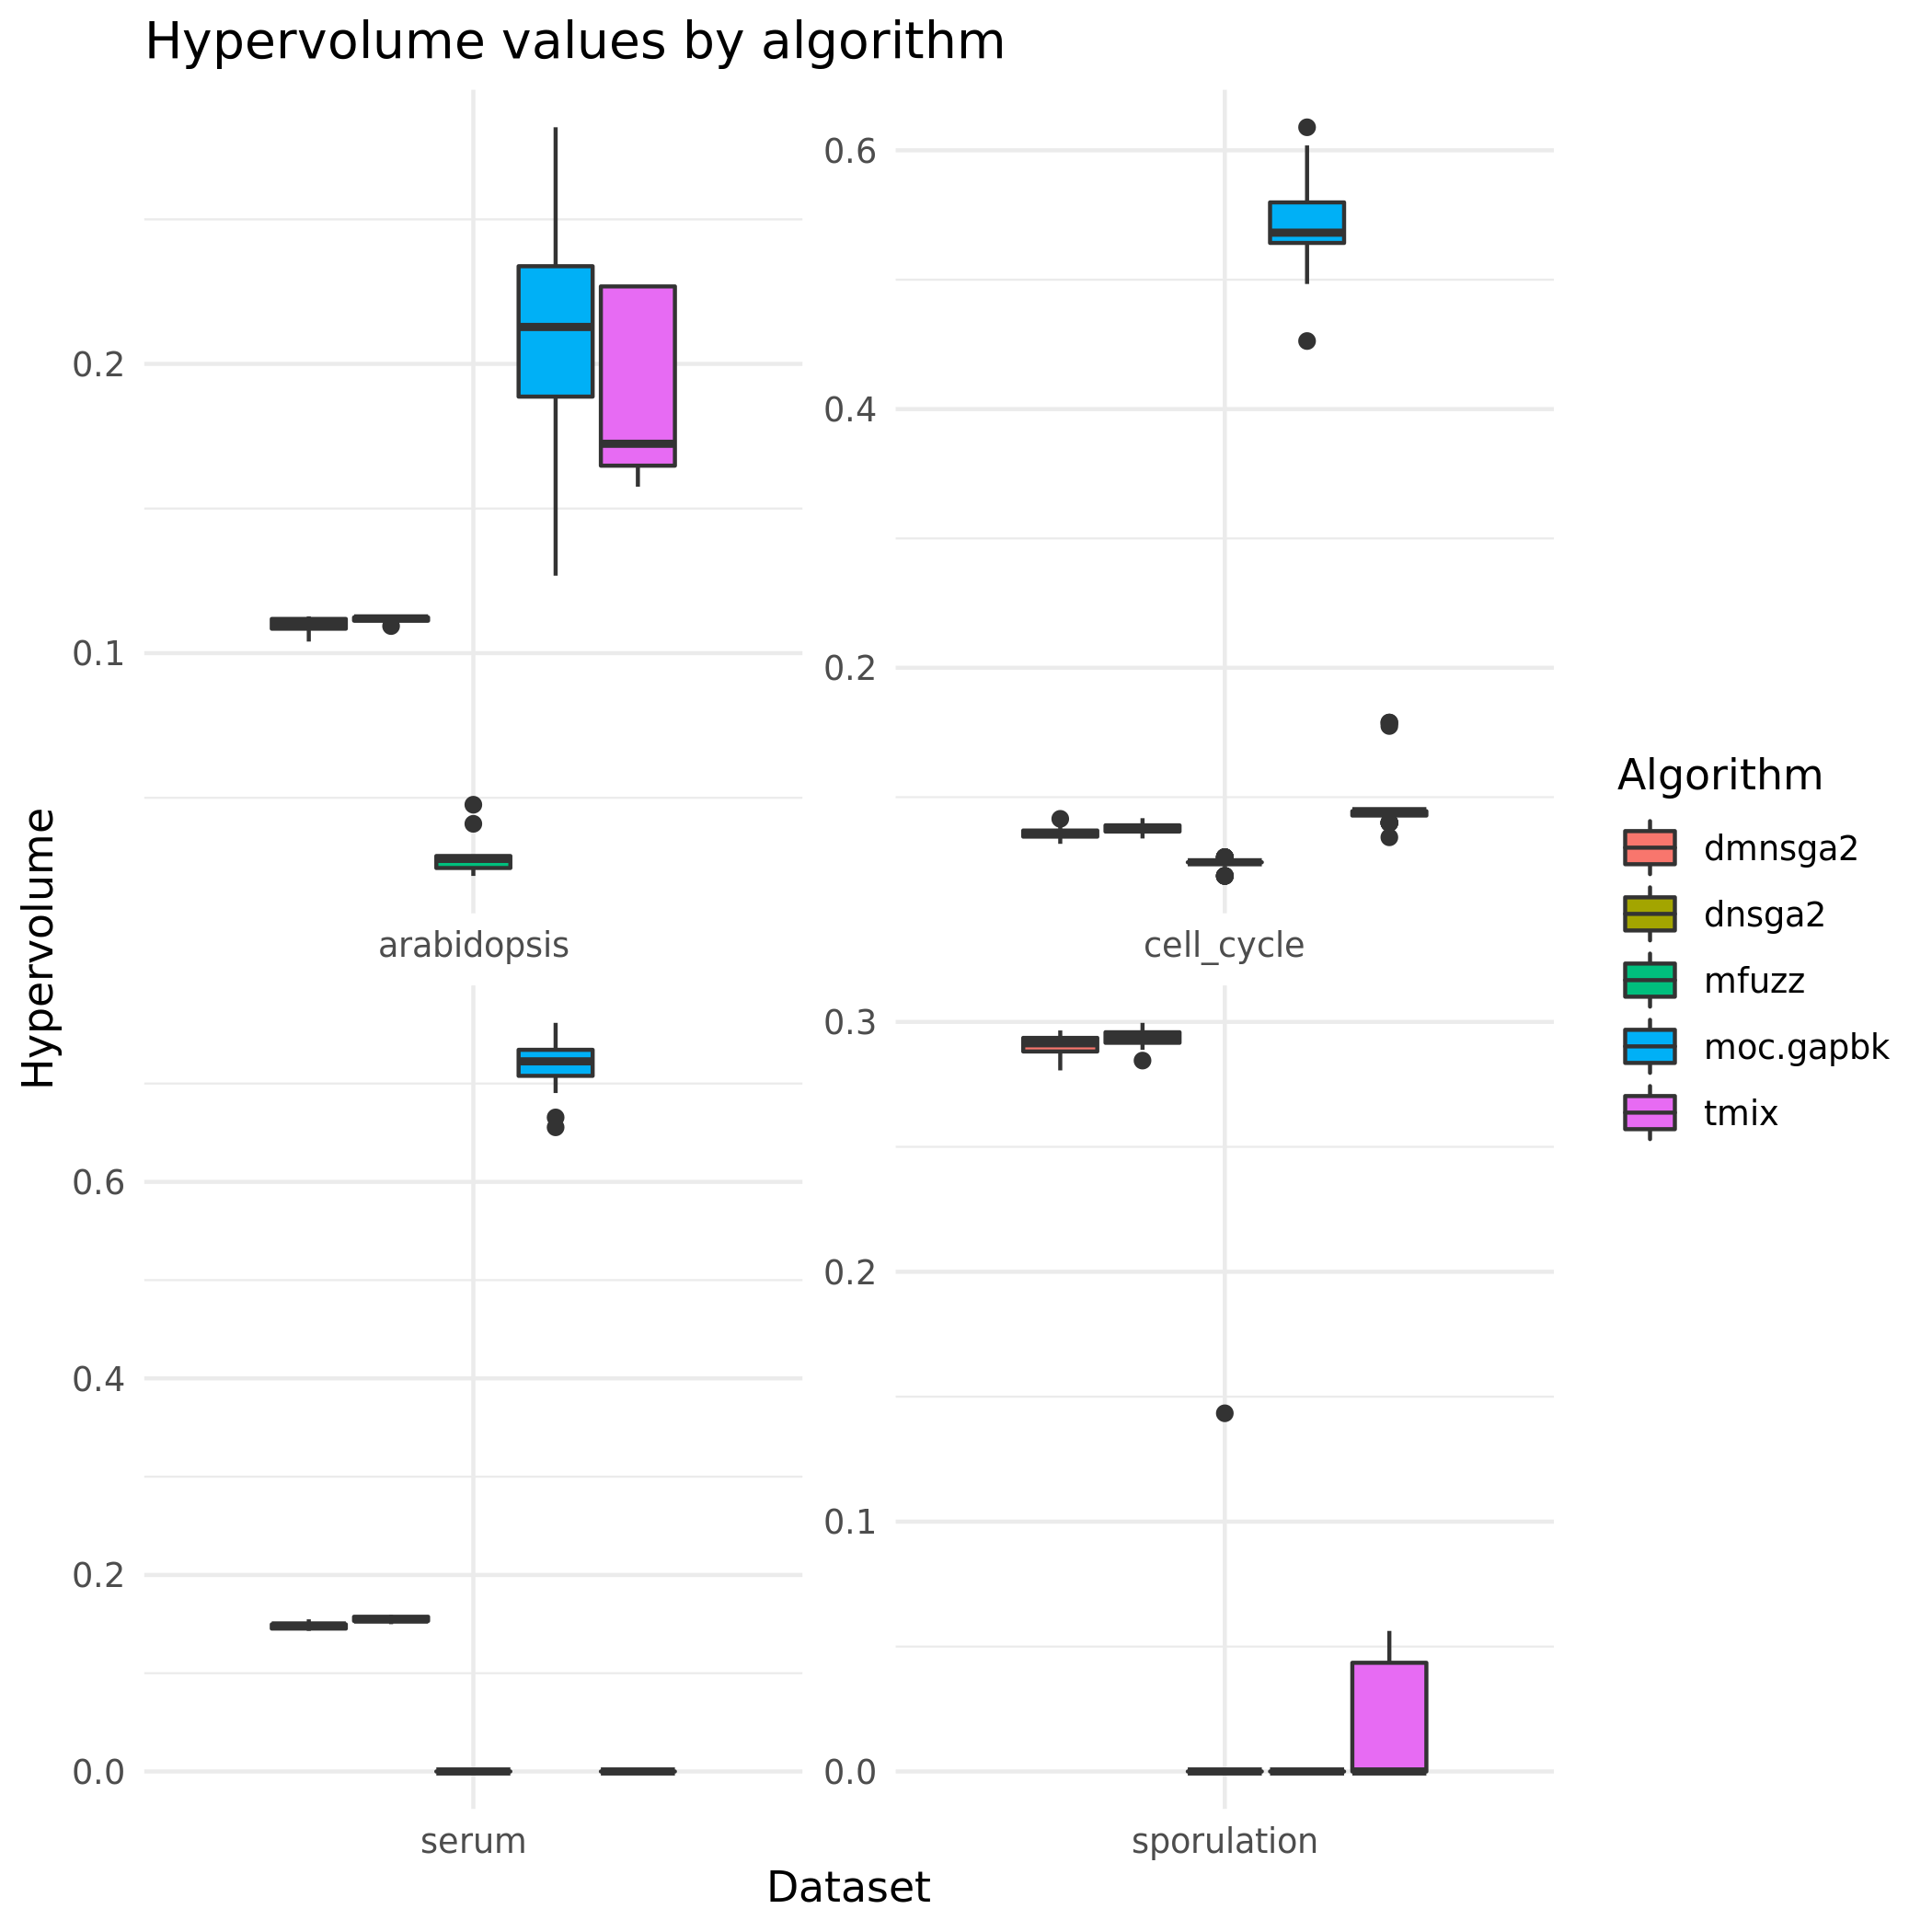 Hypervolume values by algorithm
Hypervolume
0.2
0.1
arabidopsis
0.6
0.4
0.2
cell_cycle
0.6
0.4
0.2
0.0
serum
0.3
0.2
0.1
0.0
sporulation
Dataset
Algorithm
dmnsga2
dnsga2
mfuzz
moc.gapbk
tmix